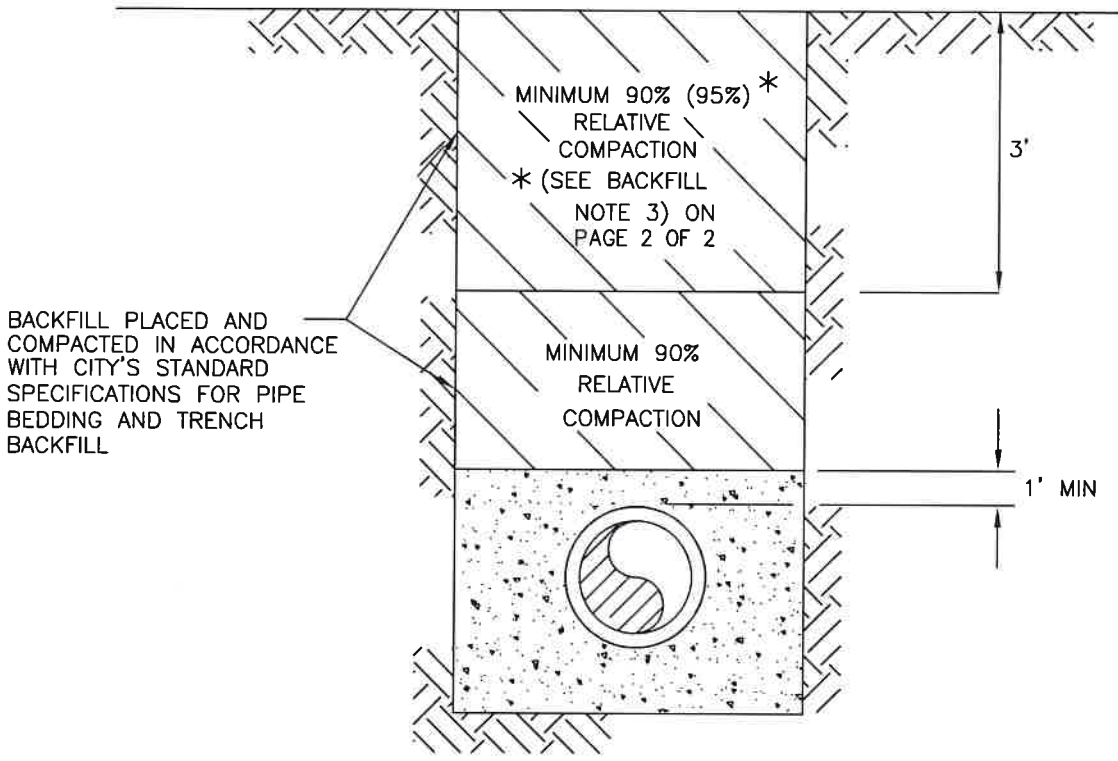 MINIMUM 90% (95%) *
RELATIVE
COMPACTION
* (SEE BACKFILL
NOTE 3) ON
PAGE 2 OF 2
3'
BACKFILL PLACED AND
COMPACTED IN ACCORDANCE
WITH CITY'S STANDARD
SPECIFICATIONS FOR PIPE
BEDDING AND TRENCH
BACKFILL
MINIMUM 90%
RELATIVE
COMPACTION
1' MIN